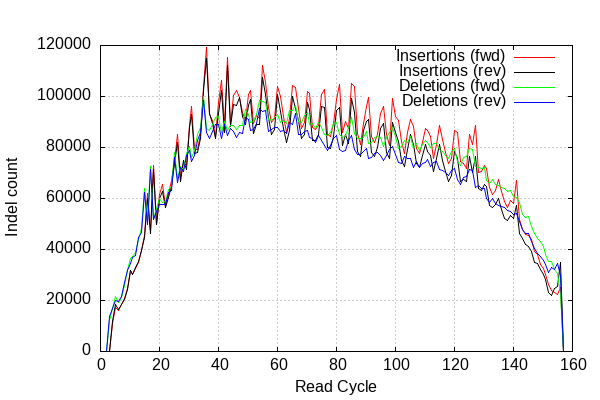 120000
Insertions (fwd)
Insertions (rev)
Deletions (fwd)
Deletions (rev)
100000
80000
60000
40000
20000
0
Indel count
0 20 40 60 80 100 120 140 160
Read Cycle